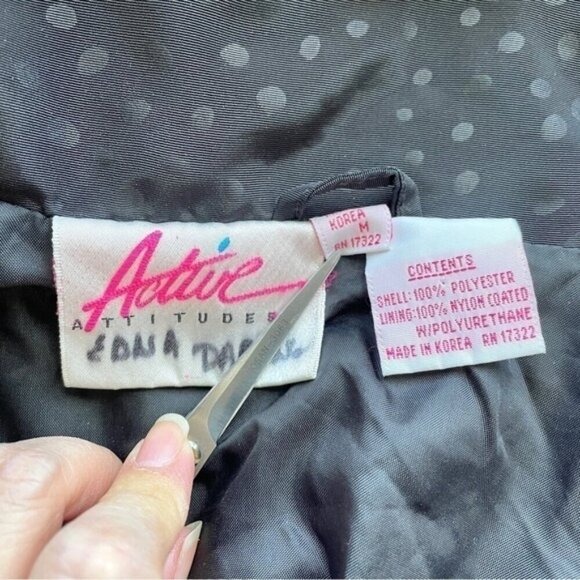 Active
ATTITUDES
EDNA
KOREA
M
RN 17322
CONTENTS
SHELL:100% POLYESTER
LINING:100% NYLON COATED
W/POLYURETHANE
MADE IN KOREA RN 17322